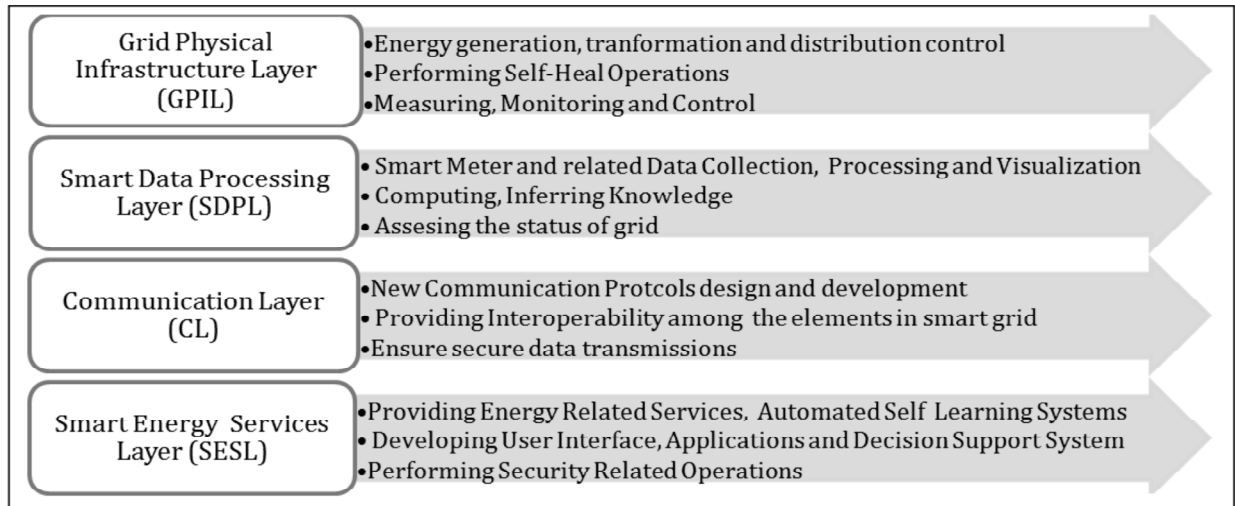 Grid Physical
Infrastructure Layer
(GPIL)
•Energy generation, tranformation and distribution control
•Performing Self-Heal Operations
•Measuring, Monitoring and Control
Smart Data Processing
Layer (SDPL)
• Smart Meter and related Data Collection, Processing and Visualization
• Computing, Inferring Knowledge
• Assesing the status of grid
Communication Layer
(CL)
•New Communication Protcols design and development
• Providing Interoperability among the elements in smart grid
•Ensure secure data transmissions
Smart Energy Services
Layer (SESL)
•Providing Energy Related Services, Automated Self Learning Systems
• Developing User Interface, Applications and Decision Support System
•Performing Security Related Operations